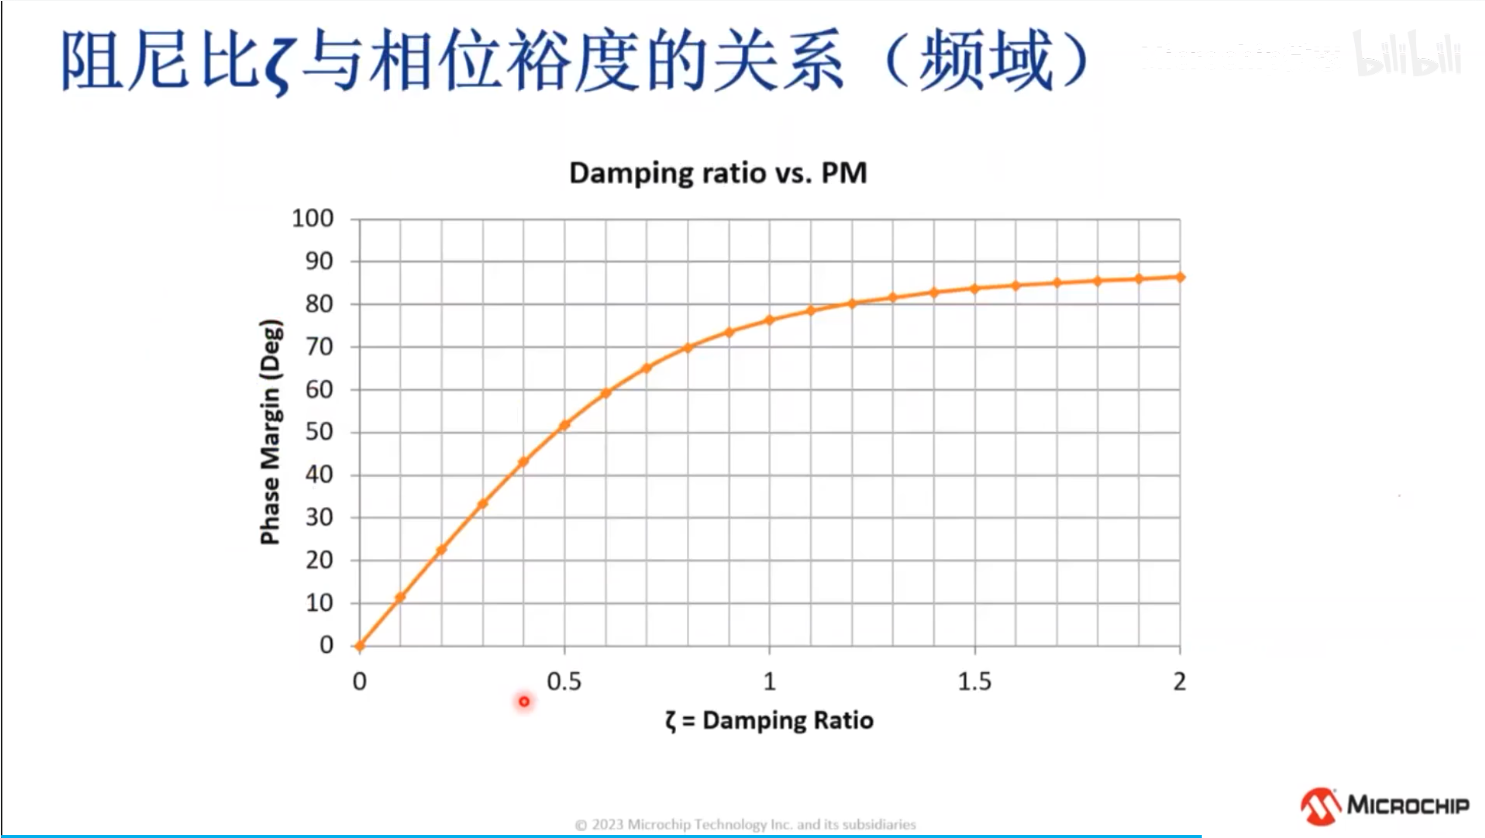 阻尼比ζ与相位裕度的关系（频域）
bilibili
Damping ratio vs. PM
100
90
80
70
60
50
40
30
20
10
0
Phase Margin (Deg)
0 0.5 1 1.5 2
ζ = Damping Ratio
MICROCHIP
© 2023 Microchip Technology Inc. and its subsidiaries